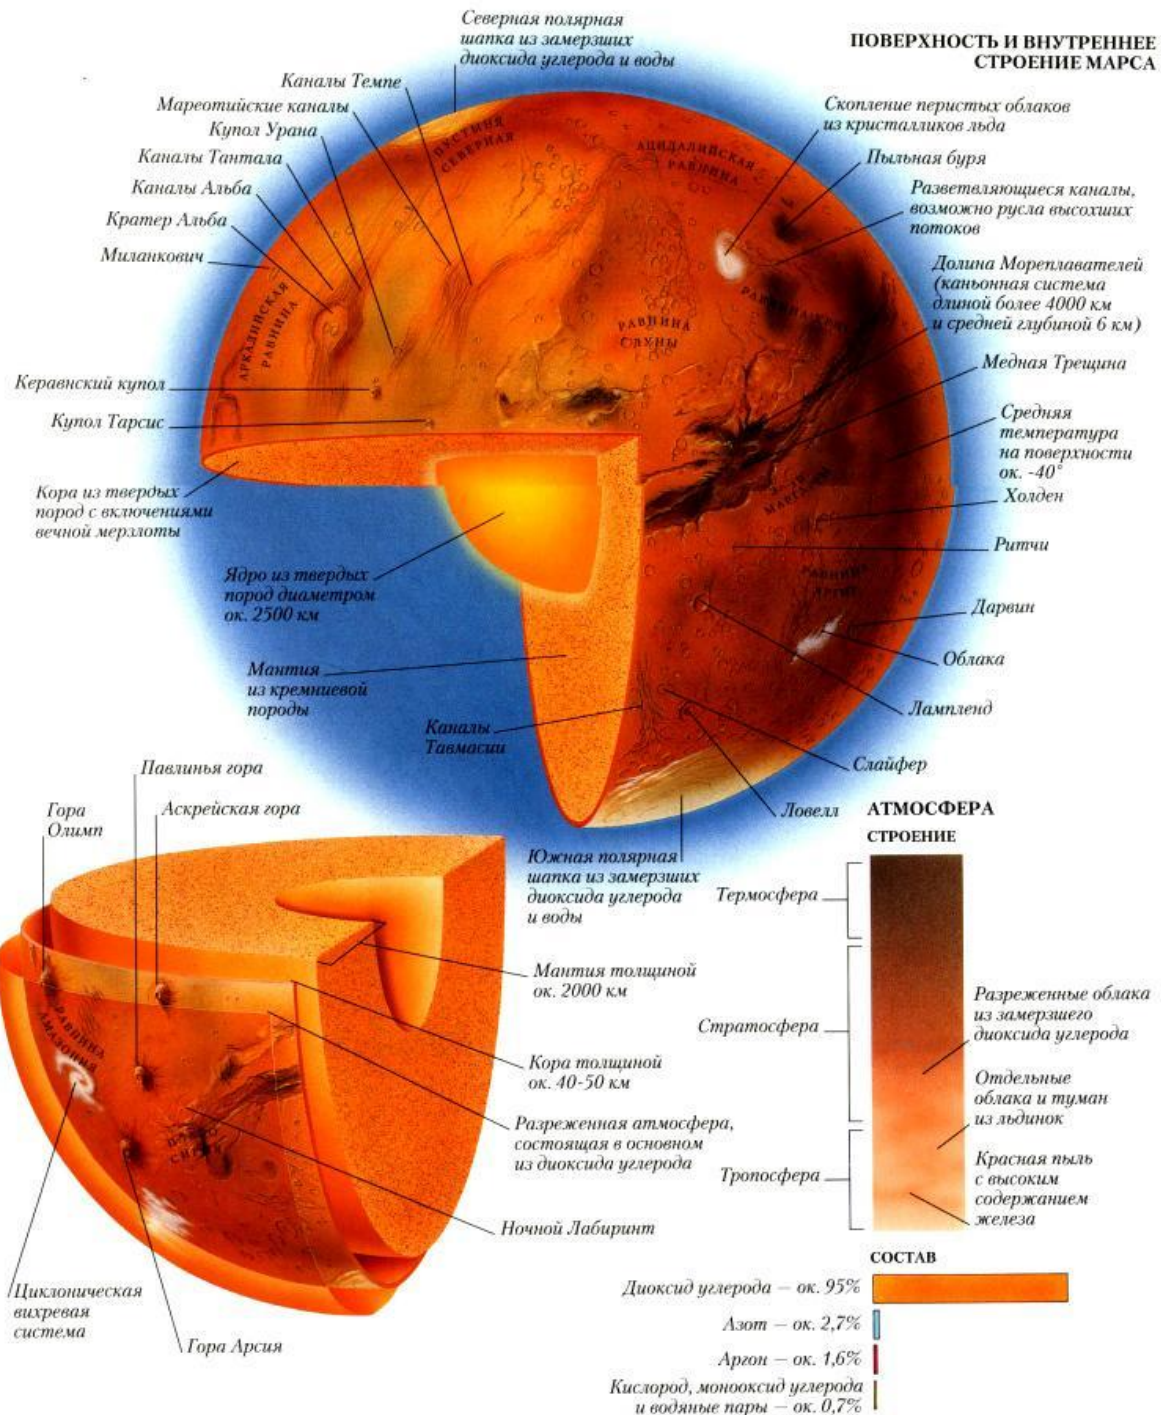 ПОВЕРХНОСТЬ И ВНУТРЕННЕЕ
СТРОЕНИЕ МАРСА
Северная полярная
шапка из замерзших
диоксида углерода и воды
Каналы Темпе
Мареотийские каналы
Купол Урана
Каналы Тантала
Каналы Альба
Кратер Альба
Миланкович
Керавнский купол
Купол Тарсис
Кора из твердых
пород с включениями
вечной мерзлоты
Ядро из твердых
пород диаметром
ок. 2500 км
Мантия
из кремниевой
породы
Каналы
Тавмасии
ПУСТИНЯ
СЕВЕРНАЯ
АЦИДАЛИЙСКАЯ
РАВНИНА
АРКАДИЙСКАЯ
РАВНИНА
РАВНИНА
СЛУНЫ
РАВНИНА
РАВНИНА
АРГИР
Скопление перистых облаков
из кристалликов льда
Пыльная буря
Разветвляющиеся каналы,
возможно русла высохших
потоков
Долина Мореплавателей
(каньонная система
длиной более 4000 км
и средней глубиной 6 км)
Медная Трещина
Средняя
температура
на поверхности
ок. -40°
Холден
Ритчи
Дарвин
Облака
Лампленд
Слайфер
Ловелл
Южная полярная
шапка из замерзших
диоксида углерода
и воды
Павлинья гора
Гора
Олимп
Аскрейская гора
РАВНИНА
АМАЗОНИЯ
ПЛАТО
СИРИЯ
Мантия толщиной
ок. 2000 км
Кора толщиной
ок. 40-50 км
Разреженная атмосфера,
состоящая в основном
из диоксида углерода
Ночной Лабиринт
Циклоническая
вихревая
система
Гора Арсия
АТМОСФЕРА
СТРОЕНИЕ
Термосфера
Стратосфера
Тропосфера
Разреженные облака
из замерзшего
диоксида углерода
Отдельные
облака и туман
из льдинок
Красная пыль
с высоким
содержанием
железа
СОСТАВ
Диоксид углерода — ок. 95%
Азот — ок. 2,7%
Аргон — ок. 1,6%
Кислород, монооксид углерода
и водяные пары — ок. 0,7%